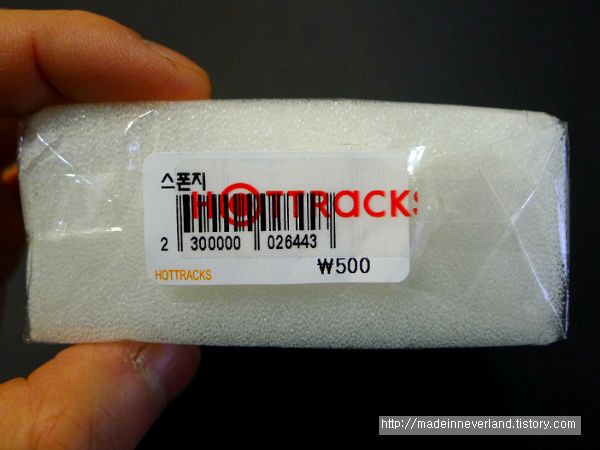 스폰지
HOTTRACKS
2 300000 026443
₩500
HOTTRACKS
http://madeinneverland.tistory.com